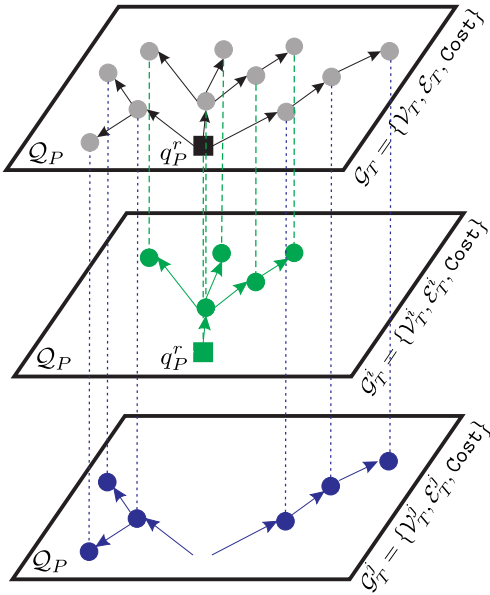 𝒬_P
q_P^r
𝒢_T = {𝒱_T, ℰ_T, Cost}
𝒬_P
q_P^r
𝒢_T^i = {𝒱_T^i, ℰ_T^i, Cost}
𝒬_P
𝒢_T^j = {𝒱_T^j, ℰ_T^j, Cost}